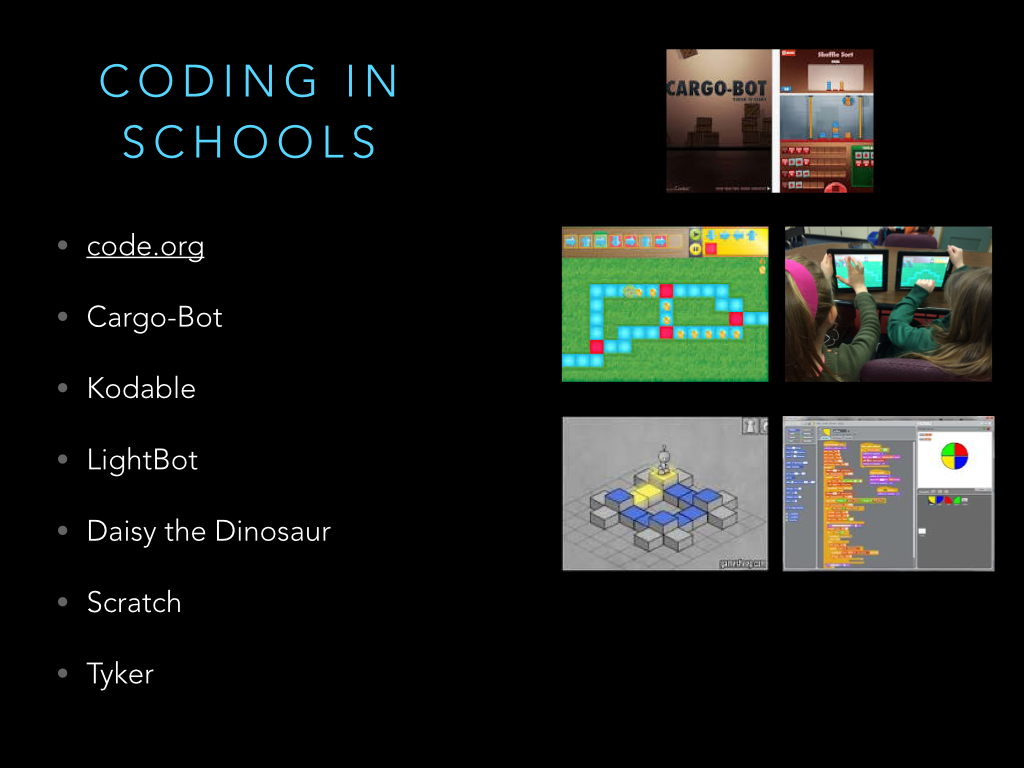 CODING IN
SCHOOLS
code.org
Cargo-Bot
Kodable
LightBot
Daisy the Dinosaur
Scratch
Tyker
CARGO-BOT
Shuffle Sort